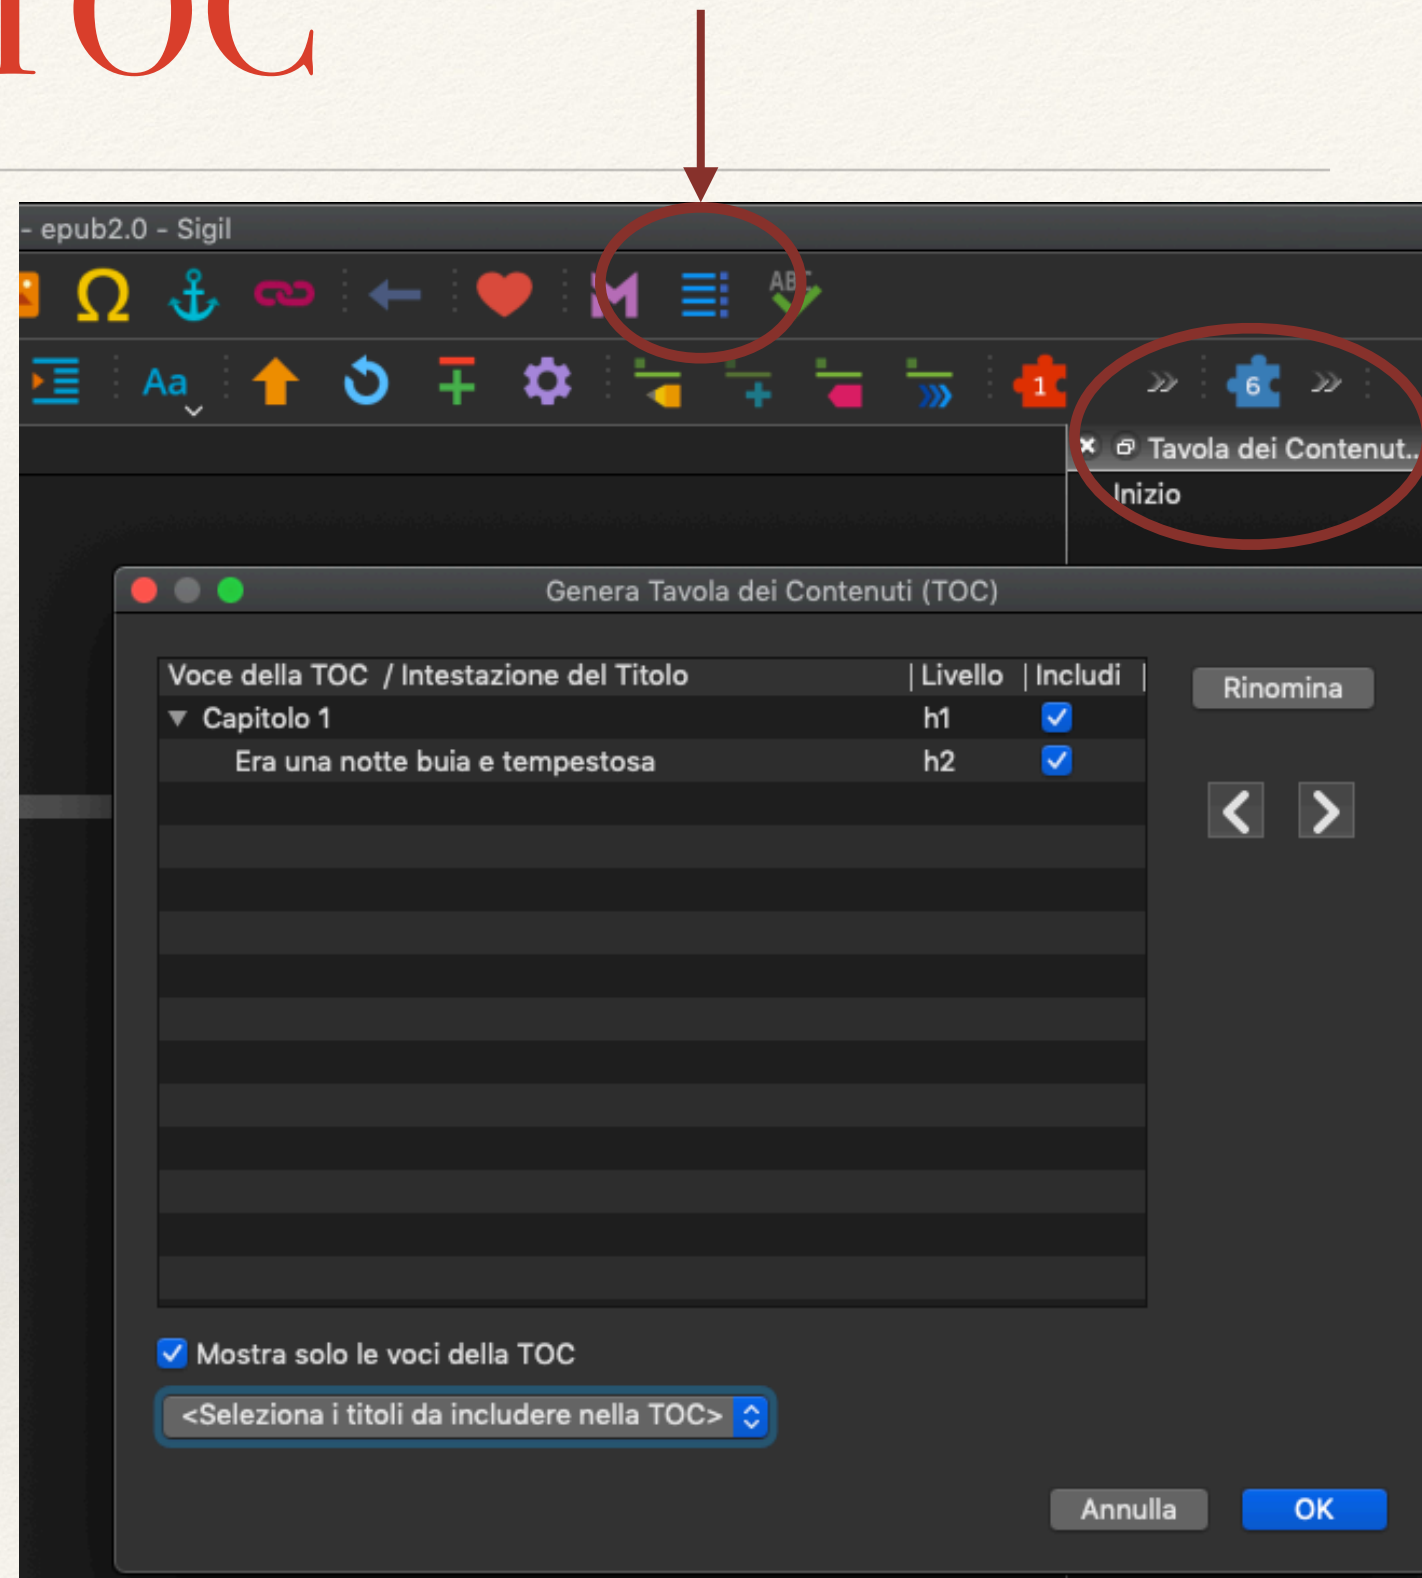 TOC
- epub2.0 - Sigil
Ω ABC
Aa 1 6
Tavola dei Contenut..
Inizio
Genera Tavola dei Contenuti (TOC)
Voce della TOC / Intestazione del Titolo | Livello | Includi |
Capitolo 1 h1
Era una notte buia e tempestosa h2
Rinomina
Mostra solo le voci della TOC
<Seleziona i titoli da includere nella TOC>
Annulla OK